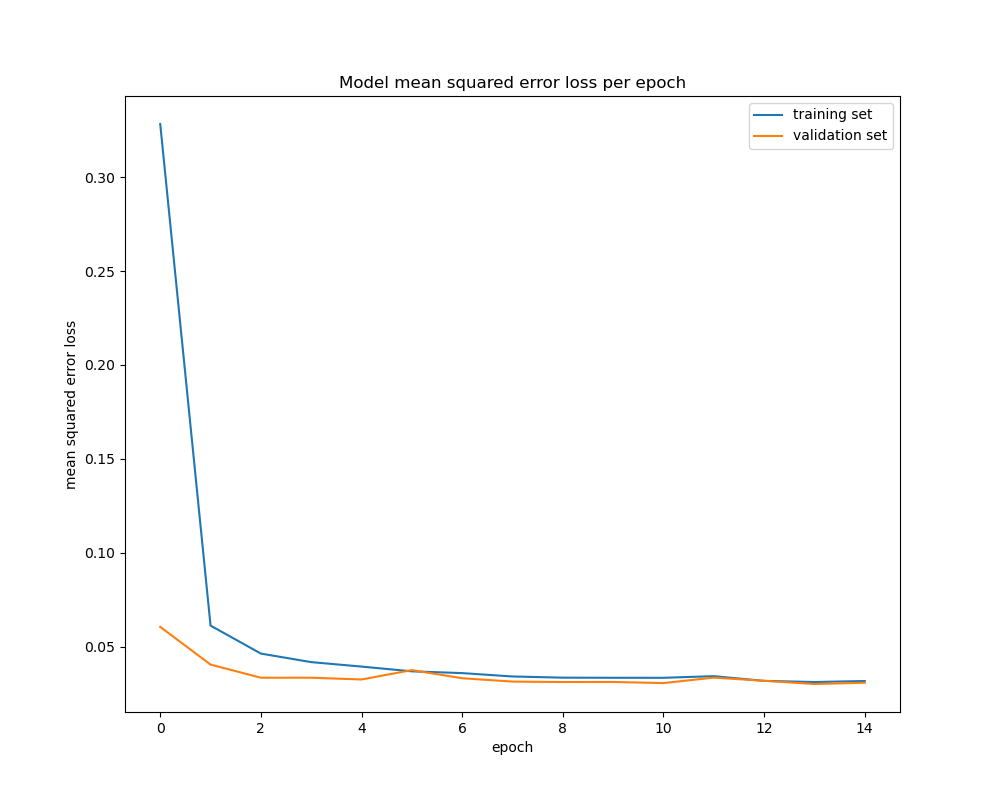 Model mean squared error loss per epoch
training set
validation set
0.30
0.25
0.20
0.15
0.10
0.05
mean squared error loss
0
2
4
6
8
10
12
14
epoch